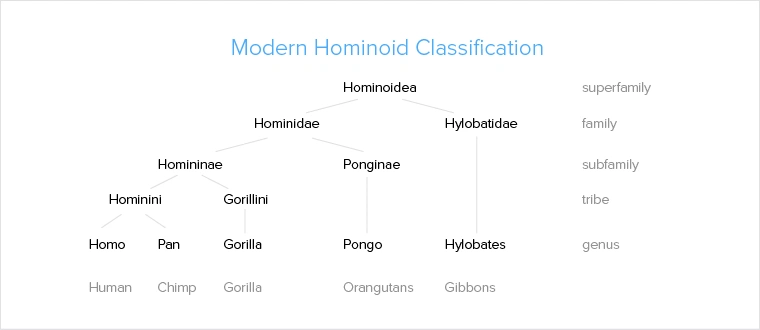 Modern Hominoid Classification
Hominoidea superfamily
Hominidae Hylobatidae family
Homininae Ponginae subfamily
Hominini Gorillini tribe
Homo Pan Gorilla Pongo Hylobates genus
Human Chimp Gorilla Orangutans Gibbons